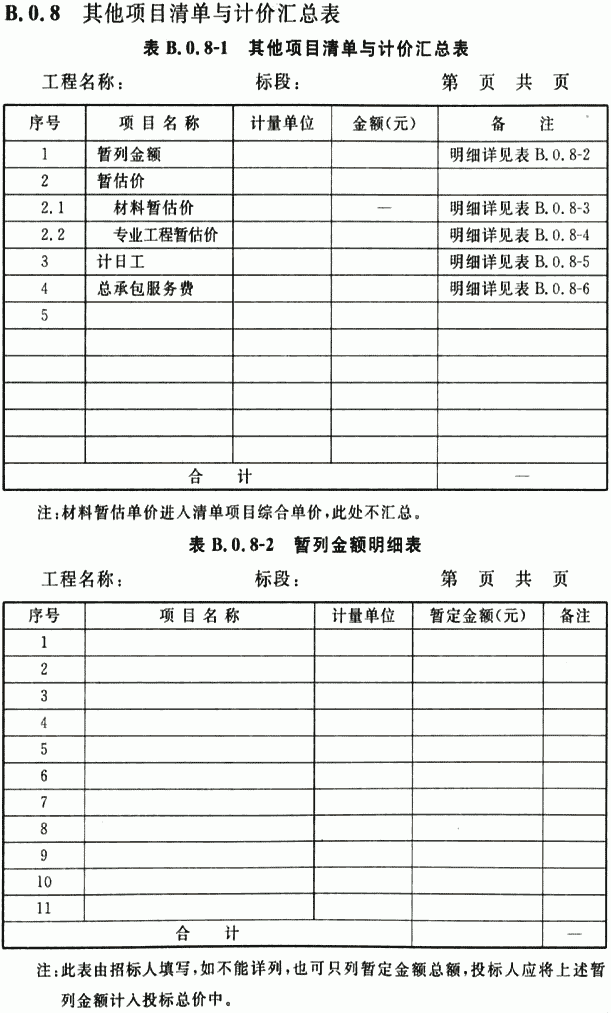 B.0.8 其他项目清单与计价汇总表
表 B.0.8-1 其他项目清单与计价汇总表
工程名称： 标段： 第 页 共 页
序号 项目名称 计量单位 金额(元) 备 注
1 暂列金额 明细详见表 B.0.8-2
2 暂估价
2.1 材料暂估价 — 明细详见表 B.0.8-3
2.2 专业工程暂估价 明细详见表 B.0.8-4
3 计日工 明细详见表 B.0.8-5
4 总承包服务费 明细详见表 B.0.8-6
5
合 计 —
注:材料暂估单价进入清单项目综合单价,此处不汇总。
表 B.0.8-2 暂列金额明细表
工程名称： 标段： 第 页 共 页
序号 项目名称 计量单位 暂定金额(元) 备注
1
2
3
4
5
6
7
8
9
10
11
合 计 —
注:此表由招标人填写,如不能详列,也可只列暂定金额总额,投标人应将上述暂
列金额计入投标总价中。